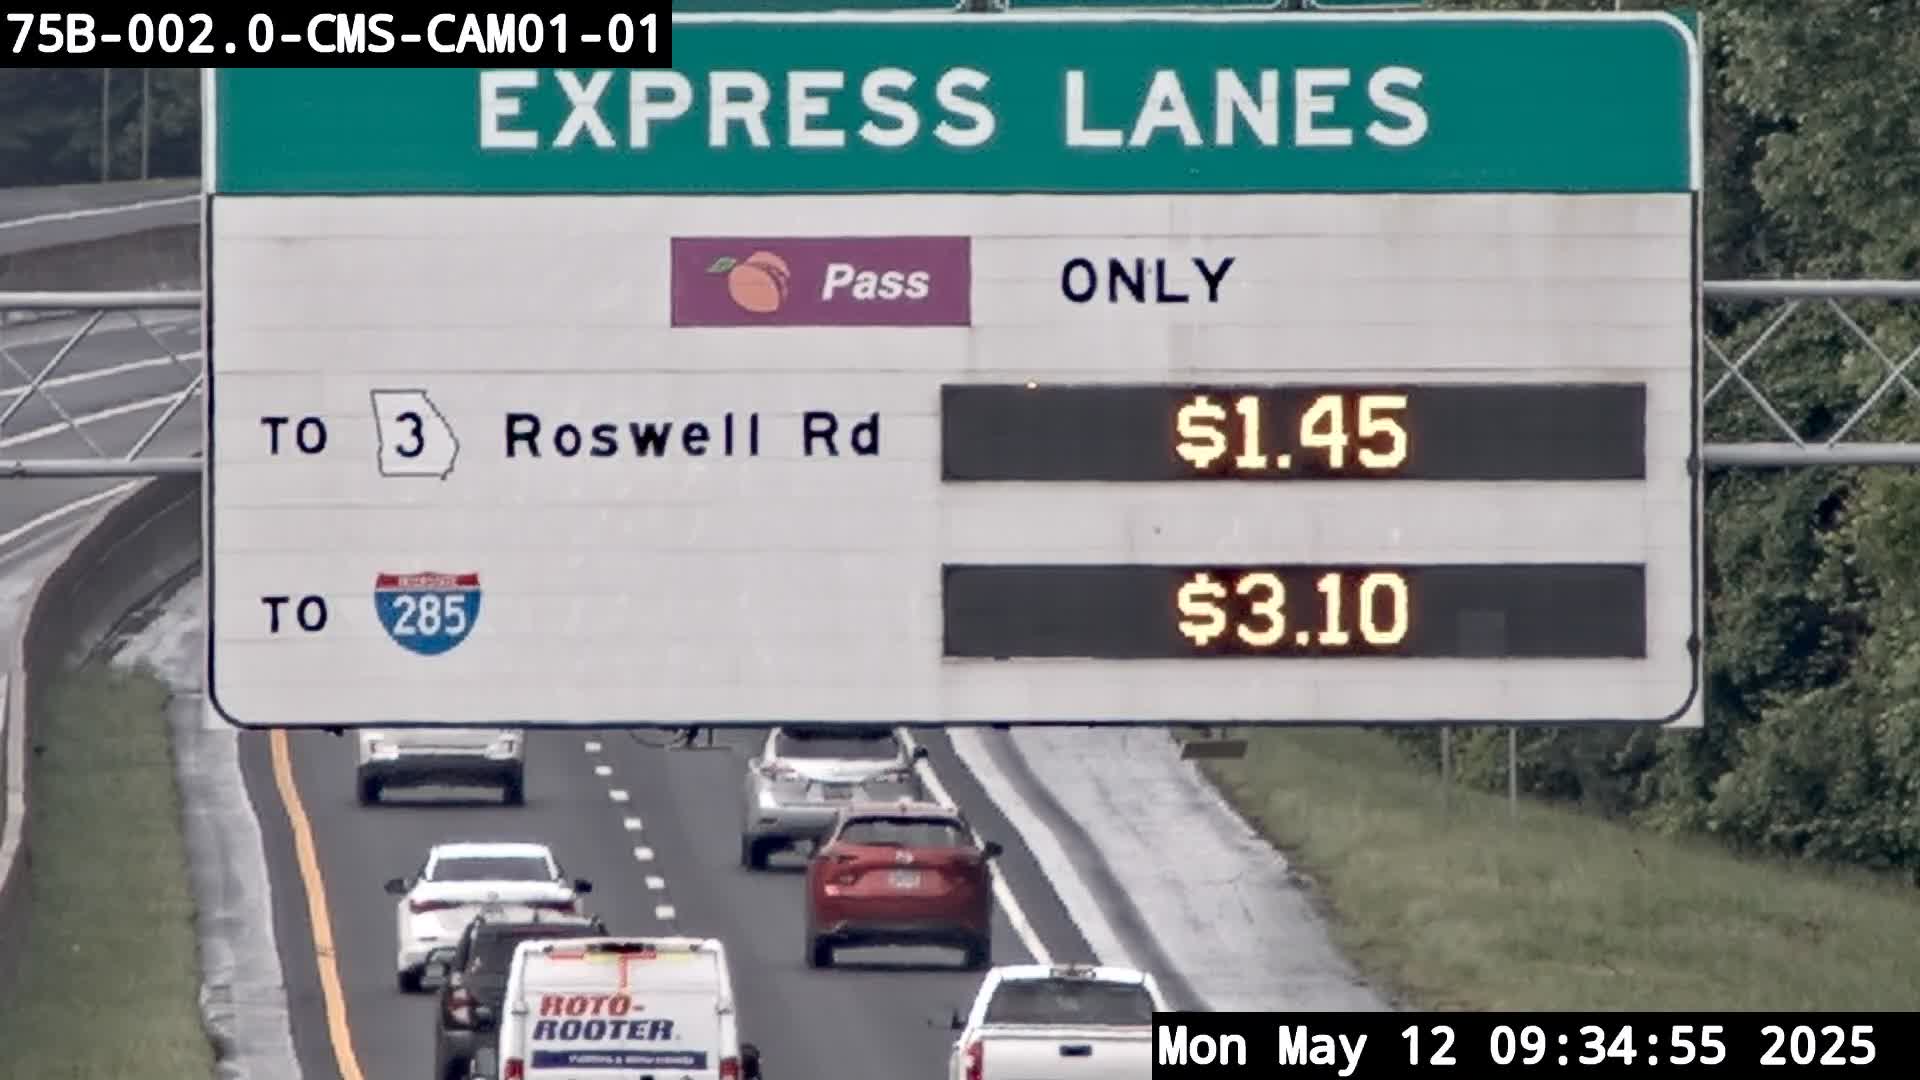 75B-002.0-CMS-CAM01-01
EXPRESS LANES
Pass ONLY
TO 3 Roswell Rd $1.45
TO 285 $3.10
ROTO-
ROOTER
Mon May 12 09:34:55 2025